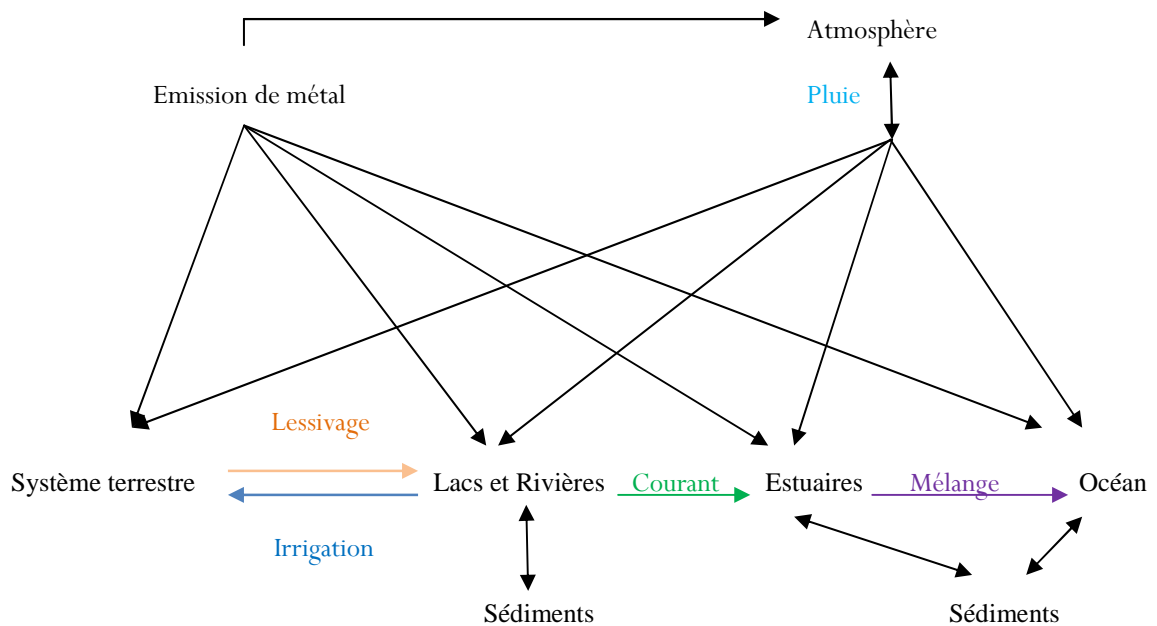 Atmosphère
Emission de métal
Pluie
Lessivage
Système terrestre
Lacs et Rivières
Courant
Estuaires
Mélange
Océan
Irrigation
Sédiments
Sédiments